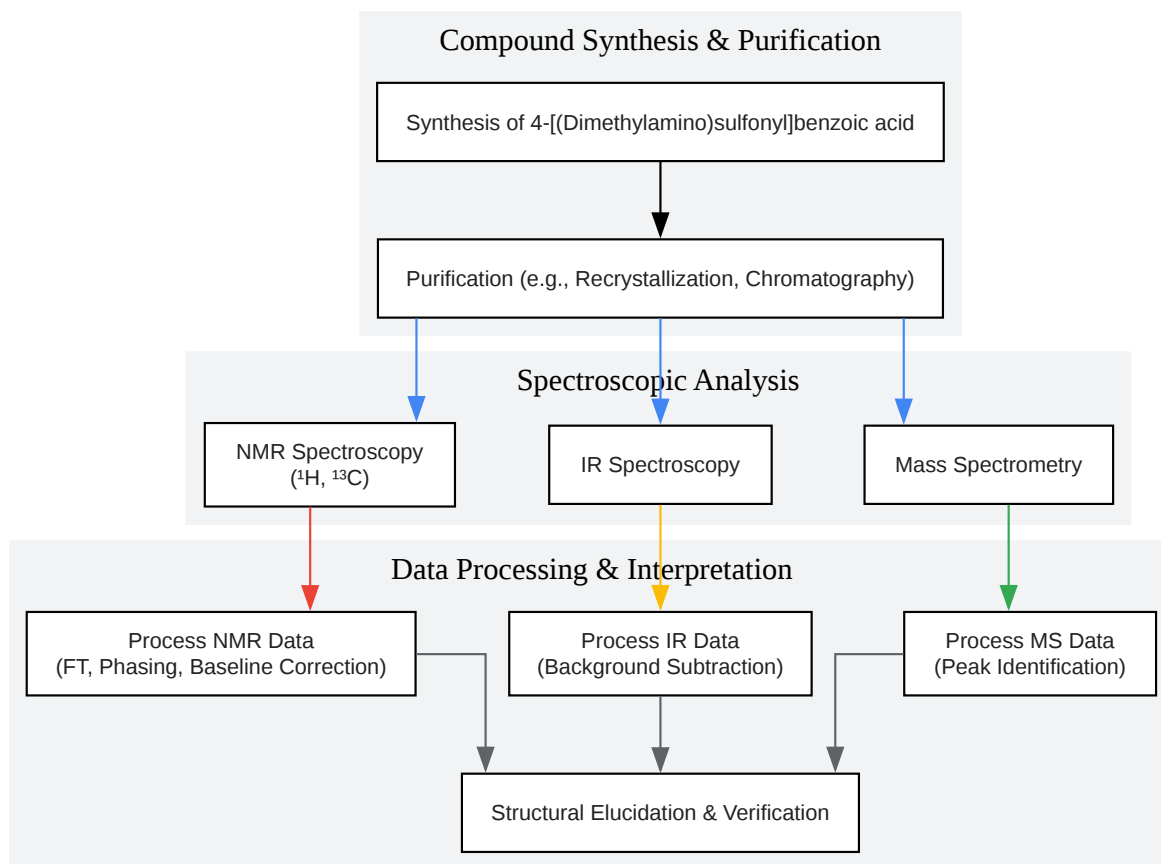 Compound Synthesis & Purification
Synthesis of 4-[(Dimethylamino)sulfonyl]benzoic acid
Purification (e.g., Recrystallization, Chromatography)
Spectroscopic Analysis
NMR Spectroscopy
(¹H, ¹³C)
IR Spectroscopy
Mass Spectrometry
Data Processing & Interpretation
Process NMR Data
(FT, Phasing, Baseline Correction)
Process IR Data
(Background Subtraction)
Process MS Data
(Peak Identification)
Structural Elucidation & Verification